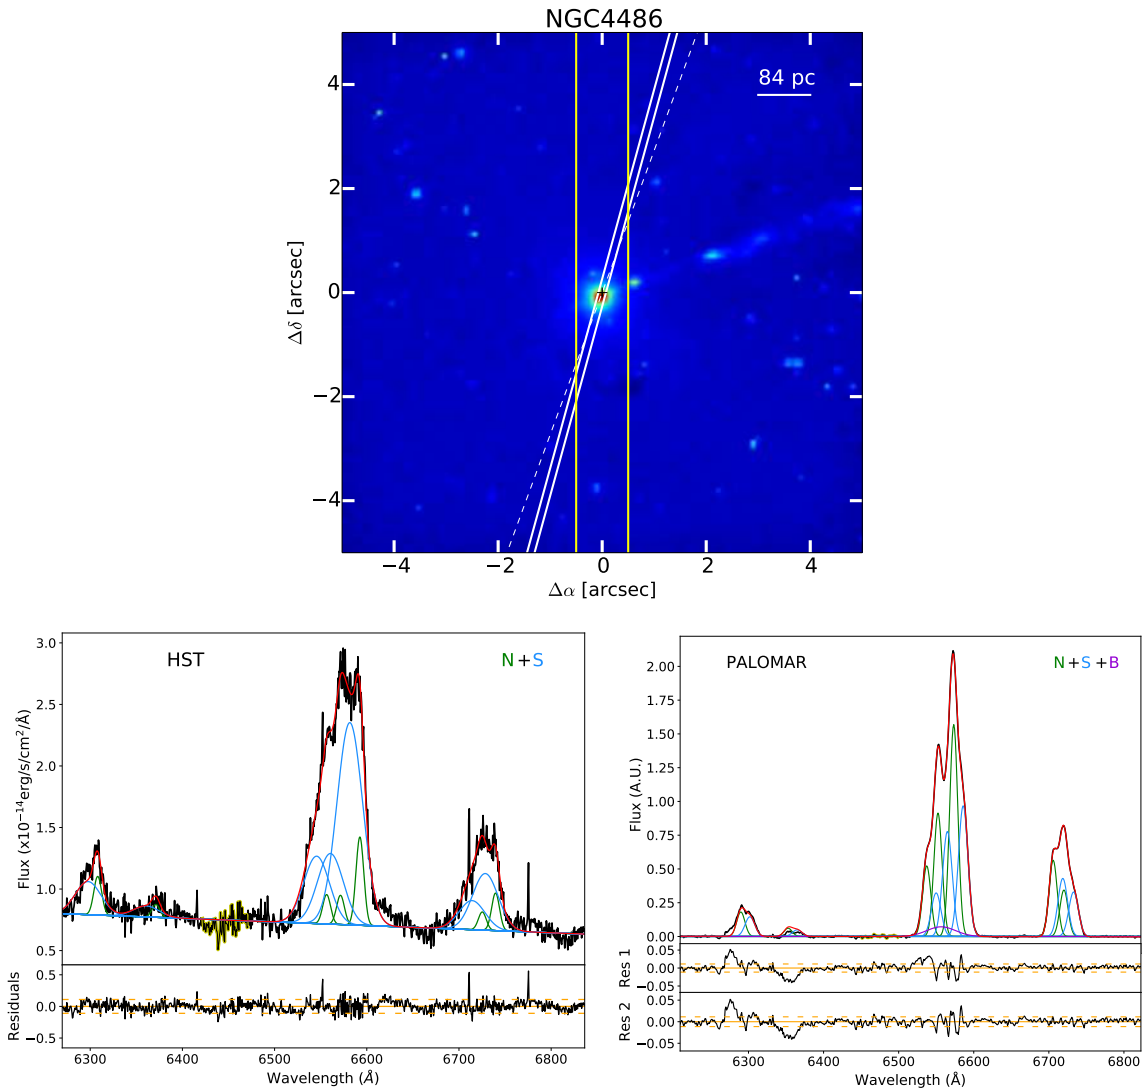 NGC4486
84 pc
4
2
0
−2
−4
Δδ [arcsec]
−4 −2 0 2 4
Δα [arcsec]
HST
N+S
3.0
2.5
2.0
1.5
1.0
0.5
Flux (x10⁻¹⁴erg/s/cm²/Å)
0.5
0.0
−0.5
Residuals
6300 6400 6500 6600 6700 6800
Wavelength (Å)
PALOMAR
N+S+B
2.00
1.75
1.50
1.25
1.00
0.75
0.50
0.25
0.00
Flux (A.U.)
0.05
0.00
−0.05
Res 1
0.05
0.00
−0.05
Res 2
6300 6400 6500 6600 6700 6800
Wavelength (Å)